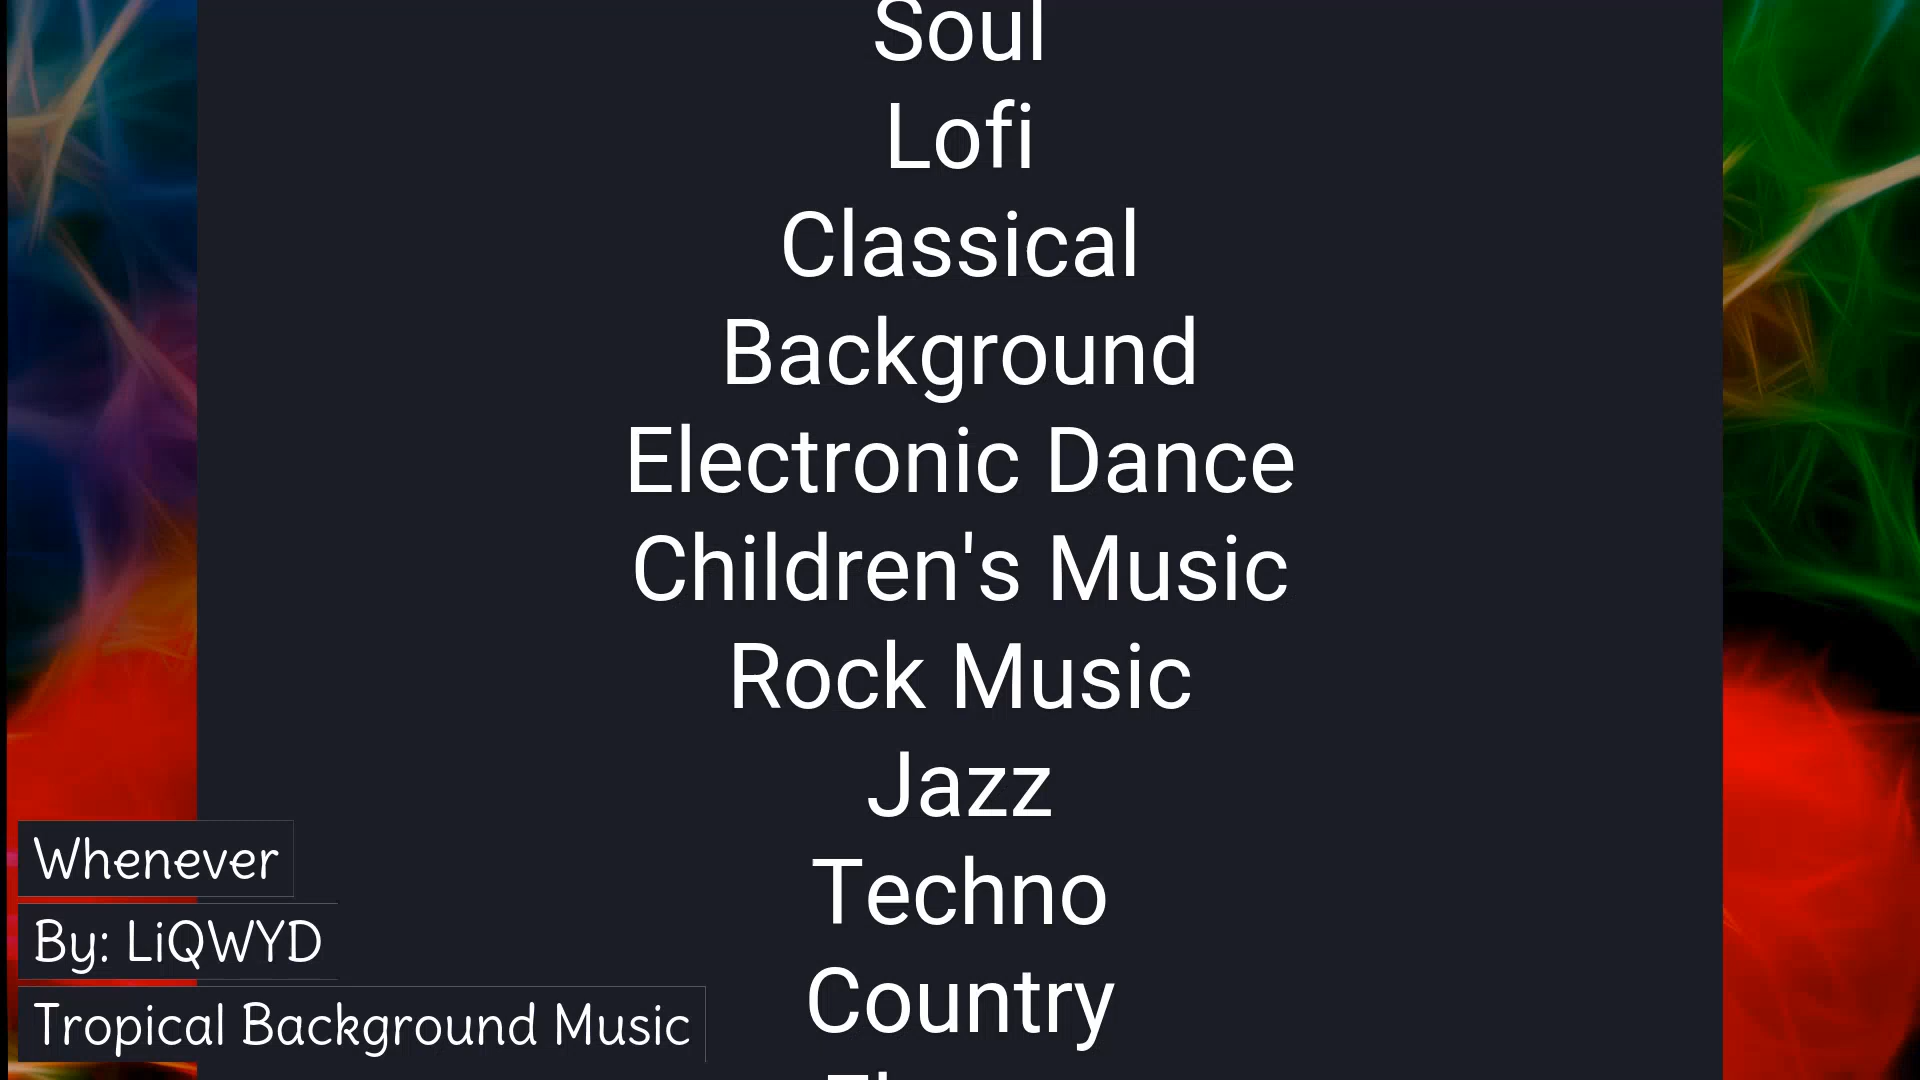 Soul
Lofi
Classical
Background
Electronic Dance
Children's Music
Rock Music
Jazz
Techno
Country
Whenever
By: LiQWYD
Tropical Background Music